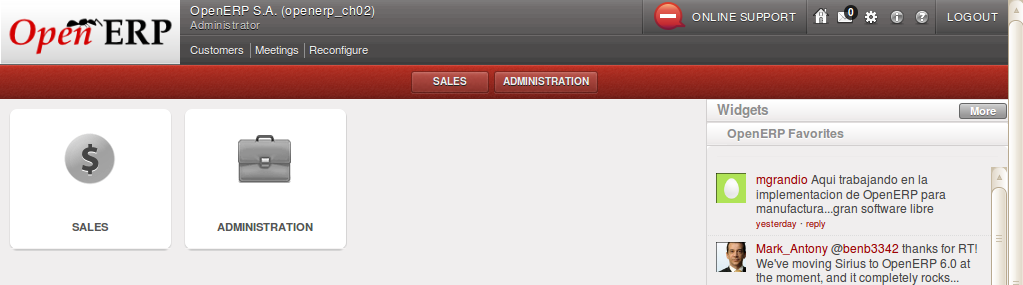 Open ERP
OpenERP S.A. (openerp_ch02)
Administrator
Customers Meetings Reconfigure
ONLINE SUPPORT
0
LOGOUT
SALES ADMINISTRATION
SALES
ADMINISTRATION
Widgets More
OpenERP Favorites
mgrandio Aqui trabajando en la
implementacion de OpenERP para
manufactura...gran software libre
yesterday · reply
Mark_Antony @benb3342 thanks for RT!
We've moving Sirius to OpenERP 6.0 at
the moment, and it completely rocks...